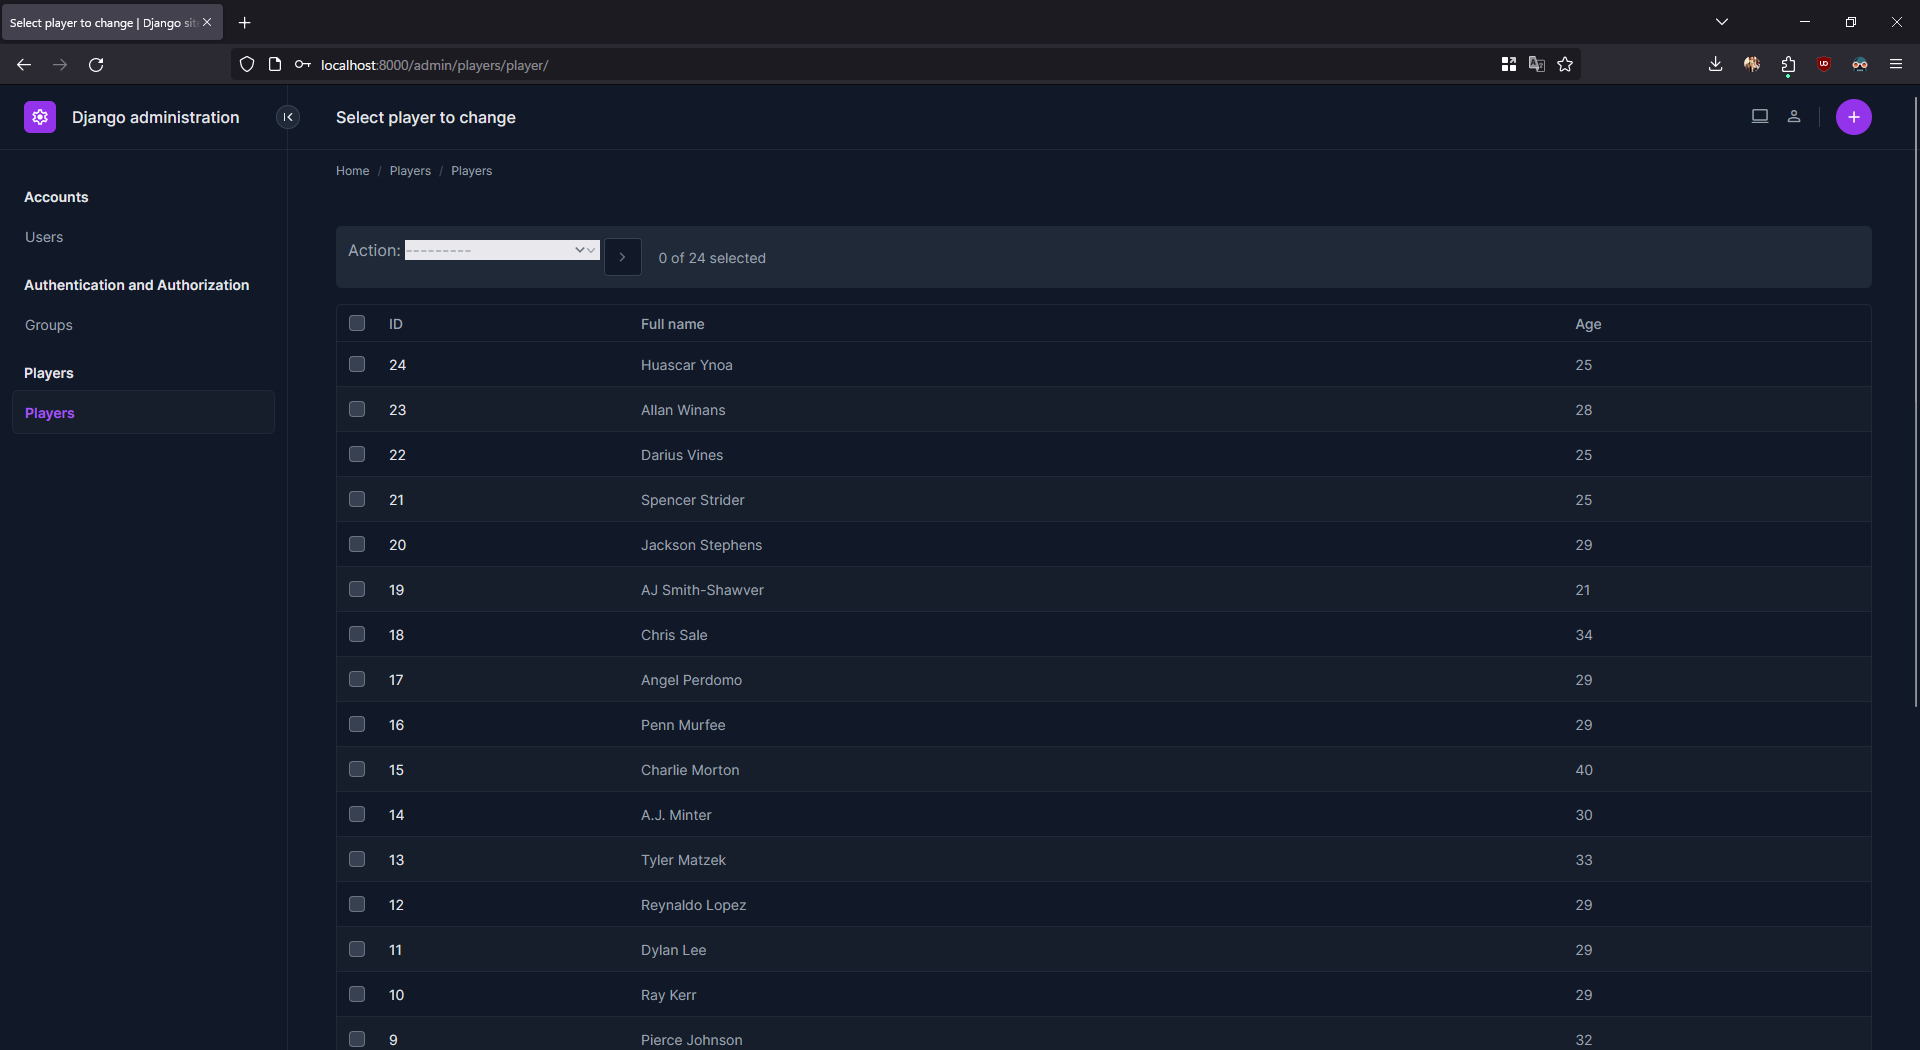 Select player to change | Django sit
localhost:8000/admin/players/player/
Django administration
Select player to change
Home / Players / Players
Accounts
Users
Authentication and Authorization
Groups
Players
Players
Action: --------- 0 of 24 selected
ID Full name Age
24 Huascar Ynoa 25
23 Allan Winans 28
22 Darius Vines 25
21 Spencer Strider 25
20 Jackson Stephens 29
19 AJ Smith-Shawver 21
18 Chris Sale 34
17 Angel Perdomo 29
16 Penn Murfee 29
15 Charlie Morton 40
14 A.J. Minter 30
13 Tyler Matzek 33
12 Reynaldo Lopez 29
11 Dylan Lee 29
10 Ray Kerr 29
9 Pierce Johnson 32